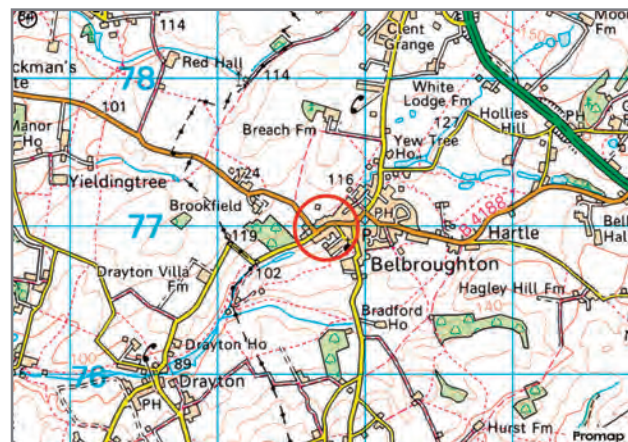 114
Clent
Grange
150
Moo
Fm
Red Hall
ckman's
te
78
114
White
Lodge Fm
Hollies
Hill
PH
101
127
Manor
Ho
Breach Fm
Yew Tree
Ho
124
116
Yieldingtree
Brookfield
PH
77
119
P
B 4188
Hartle
Bell
Hal
Belbroughton
Drayton Villa
Fm
102
Hagley Hill Fm
Bradford
Ho
140
100
Drayton Ho
76
89
Drayton
PH
Hurst Fm
Promap